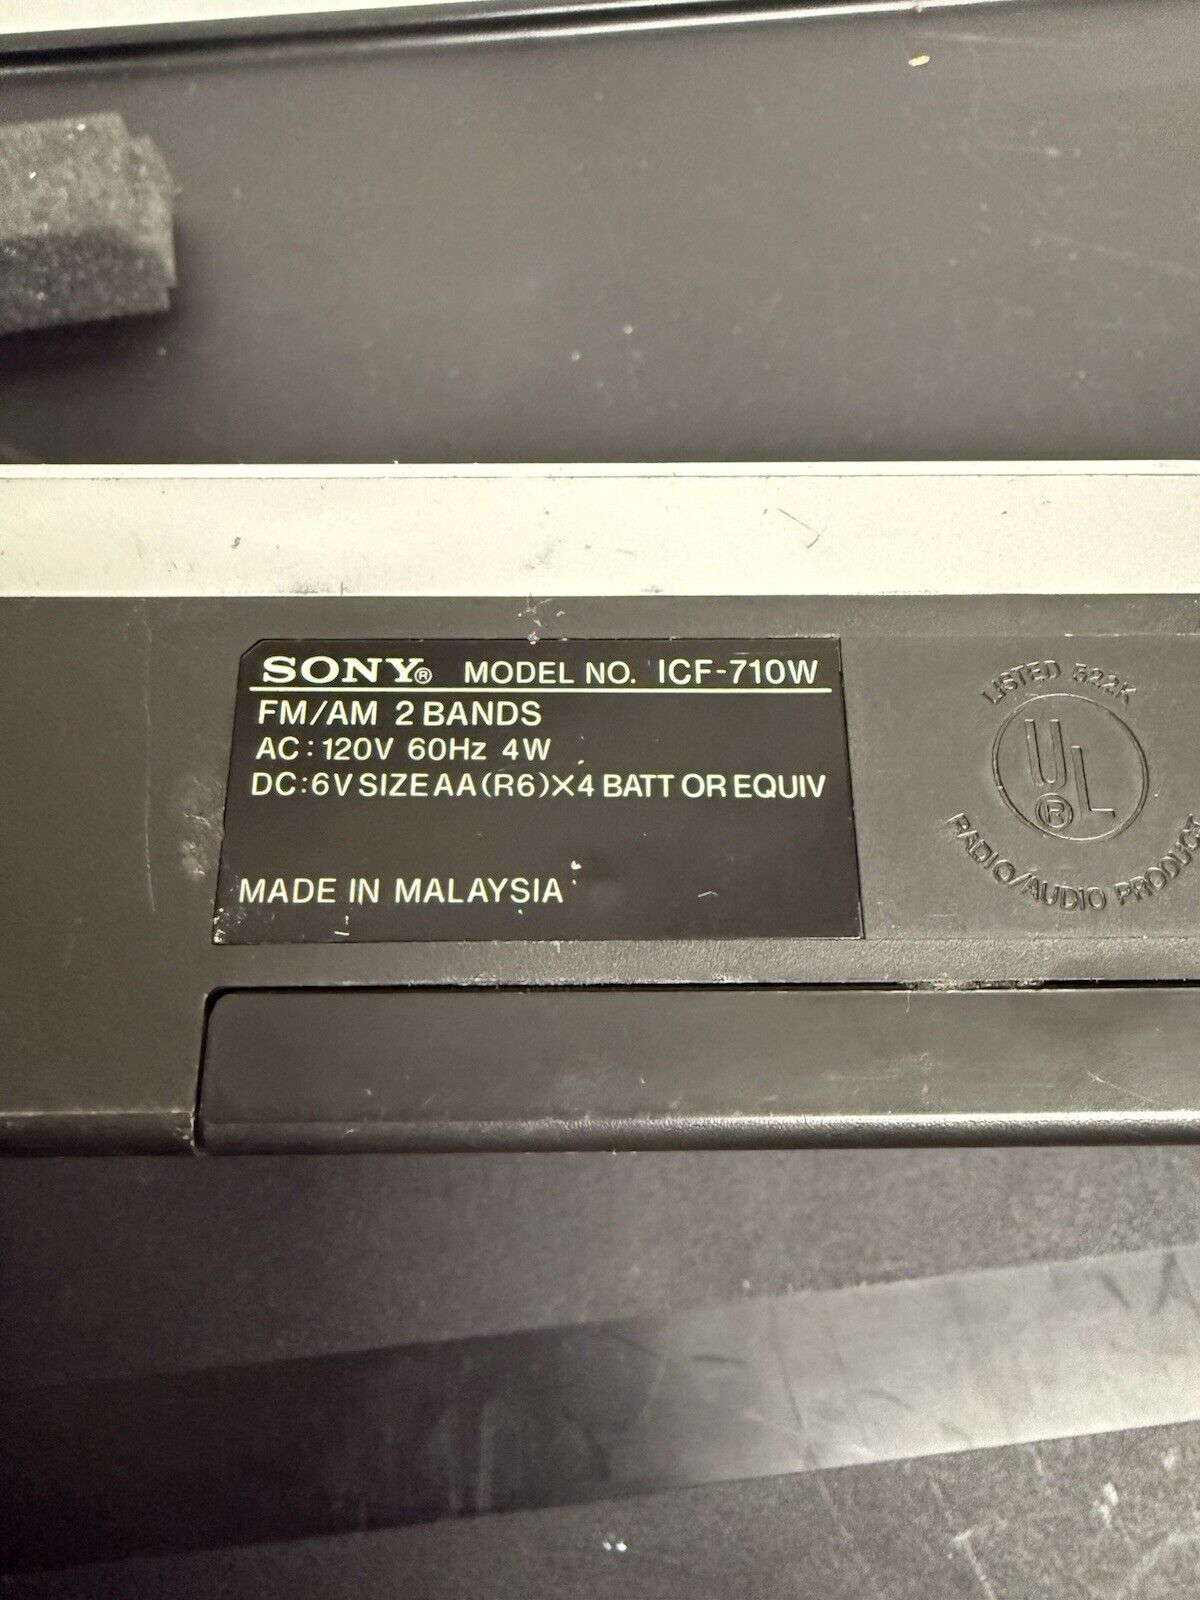 SONY® MODEL NO. ICF-710W
FM/AM 2 BANDS
AC: 120V 60Hz 4W
DC: 6V SIZE AA (R6)×4 BATT OR EQUIV
MADE IN MALAYSIA
LISTED 522K
UL®
RADIO/AUDIO PRODUCT